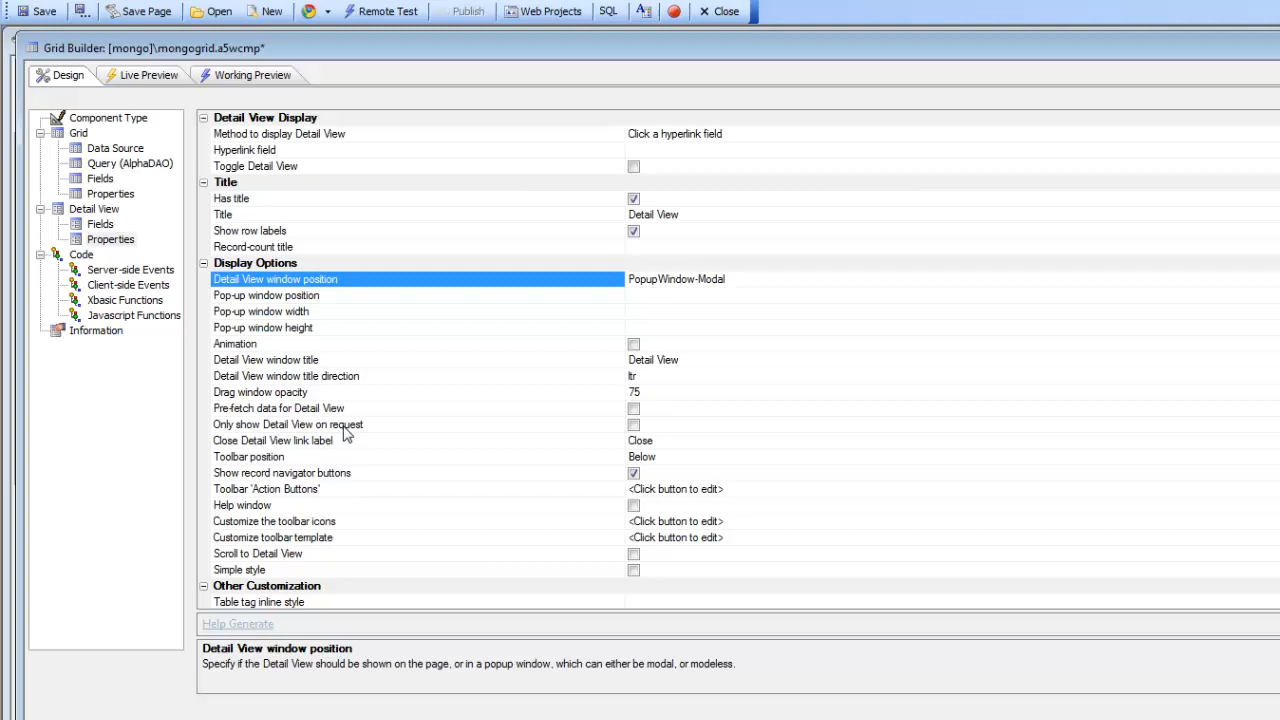 Save Save Page Open New Remote Test Publish Web Projects SQL A Close
Grid Builder: [mongo]\mongogrid.a5wcmp*
Design Live Preview Working Preview
Component Type
Grid
Data Source
Query (AlphaDAO)
Fields
Properties
Detail View
Fields
Properties
Code
Server-side Events
Client-side Events
Xbasic Functions
Javascript Functions
Information
Detail View Display
Method to display Detail View Click a hyperlink field
Hyperlink field
Toggle Detail View
Title
Has title
Title Detail View
Show row labels
Record-count title
Display Options
Detail View window position PopupWindow-Modal
Pop-up window position
Pop-up window width
Pop-up window height
Animation
Detail View window title Detail View
Detail View window title direction ltr
Drag window opacity 75
Pre-fetch data for Detail View
Only show Detail View on request
Close Detail View link label Close
Toolbar position Below
Show record navigator buttons
Toolbar 'Action Buttons' <Click button to edit>
Help window
Customize the toolbar icons <Click button to edit>
Customize toolbar template <Click button to edit>
Scroll to Detail View
Simple style
Other Customization
Table tag inline style
Help Generate
Detail View window position
Specify if the Detail View should be shown on the page, or in a popup window, which can either be modal, or modeless.